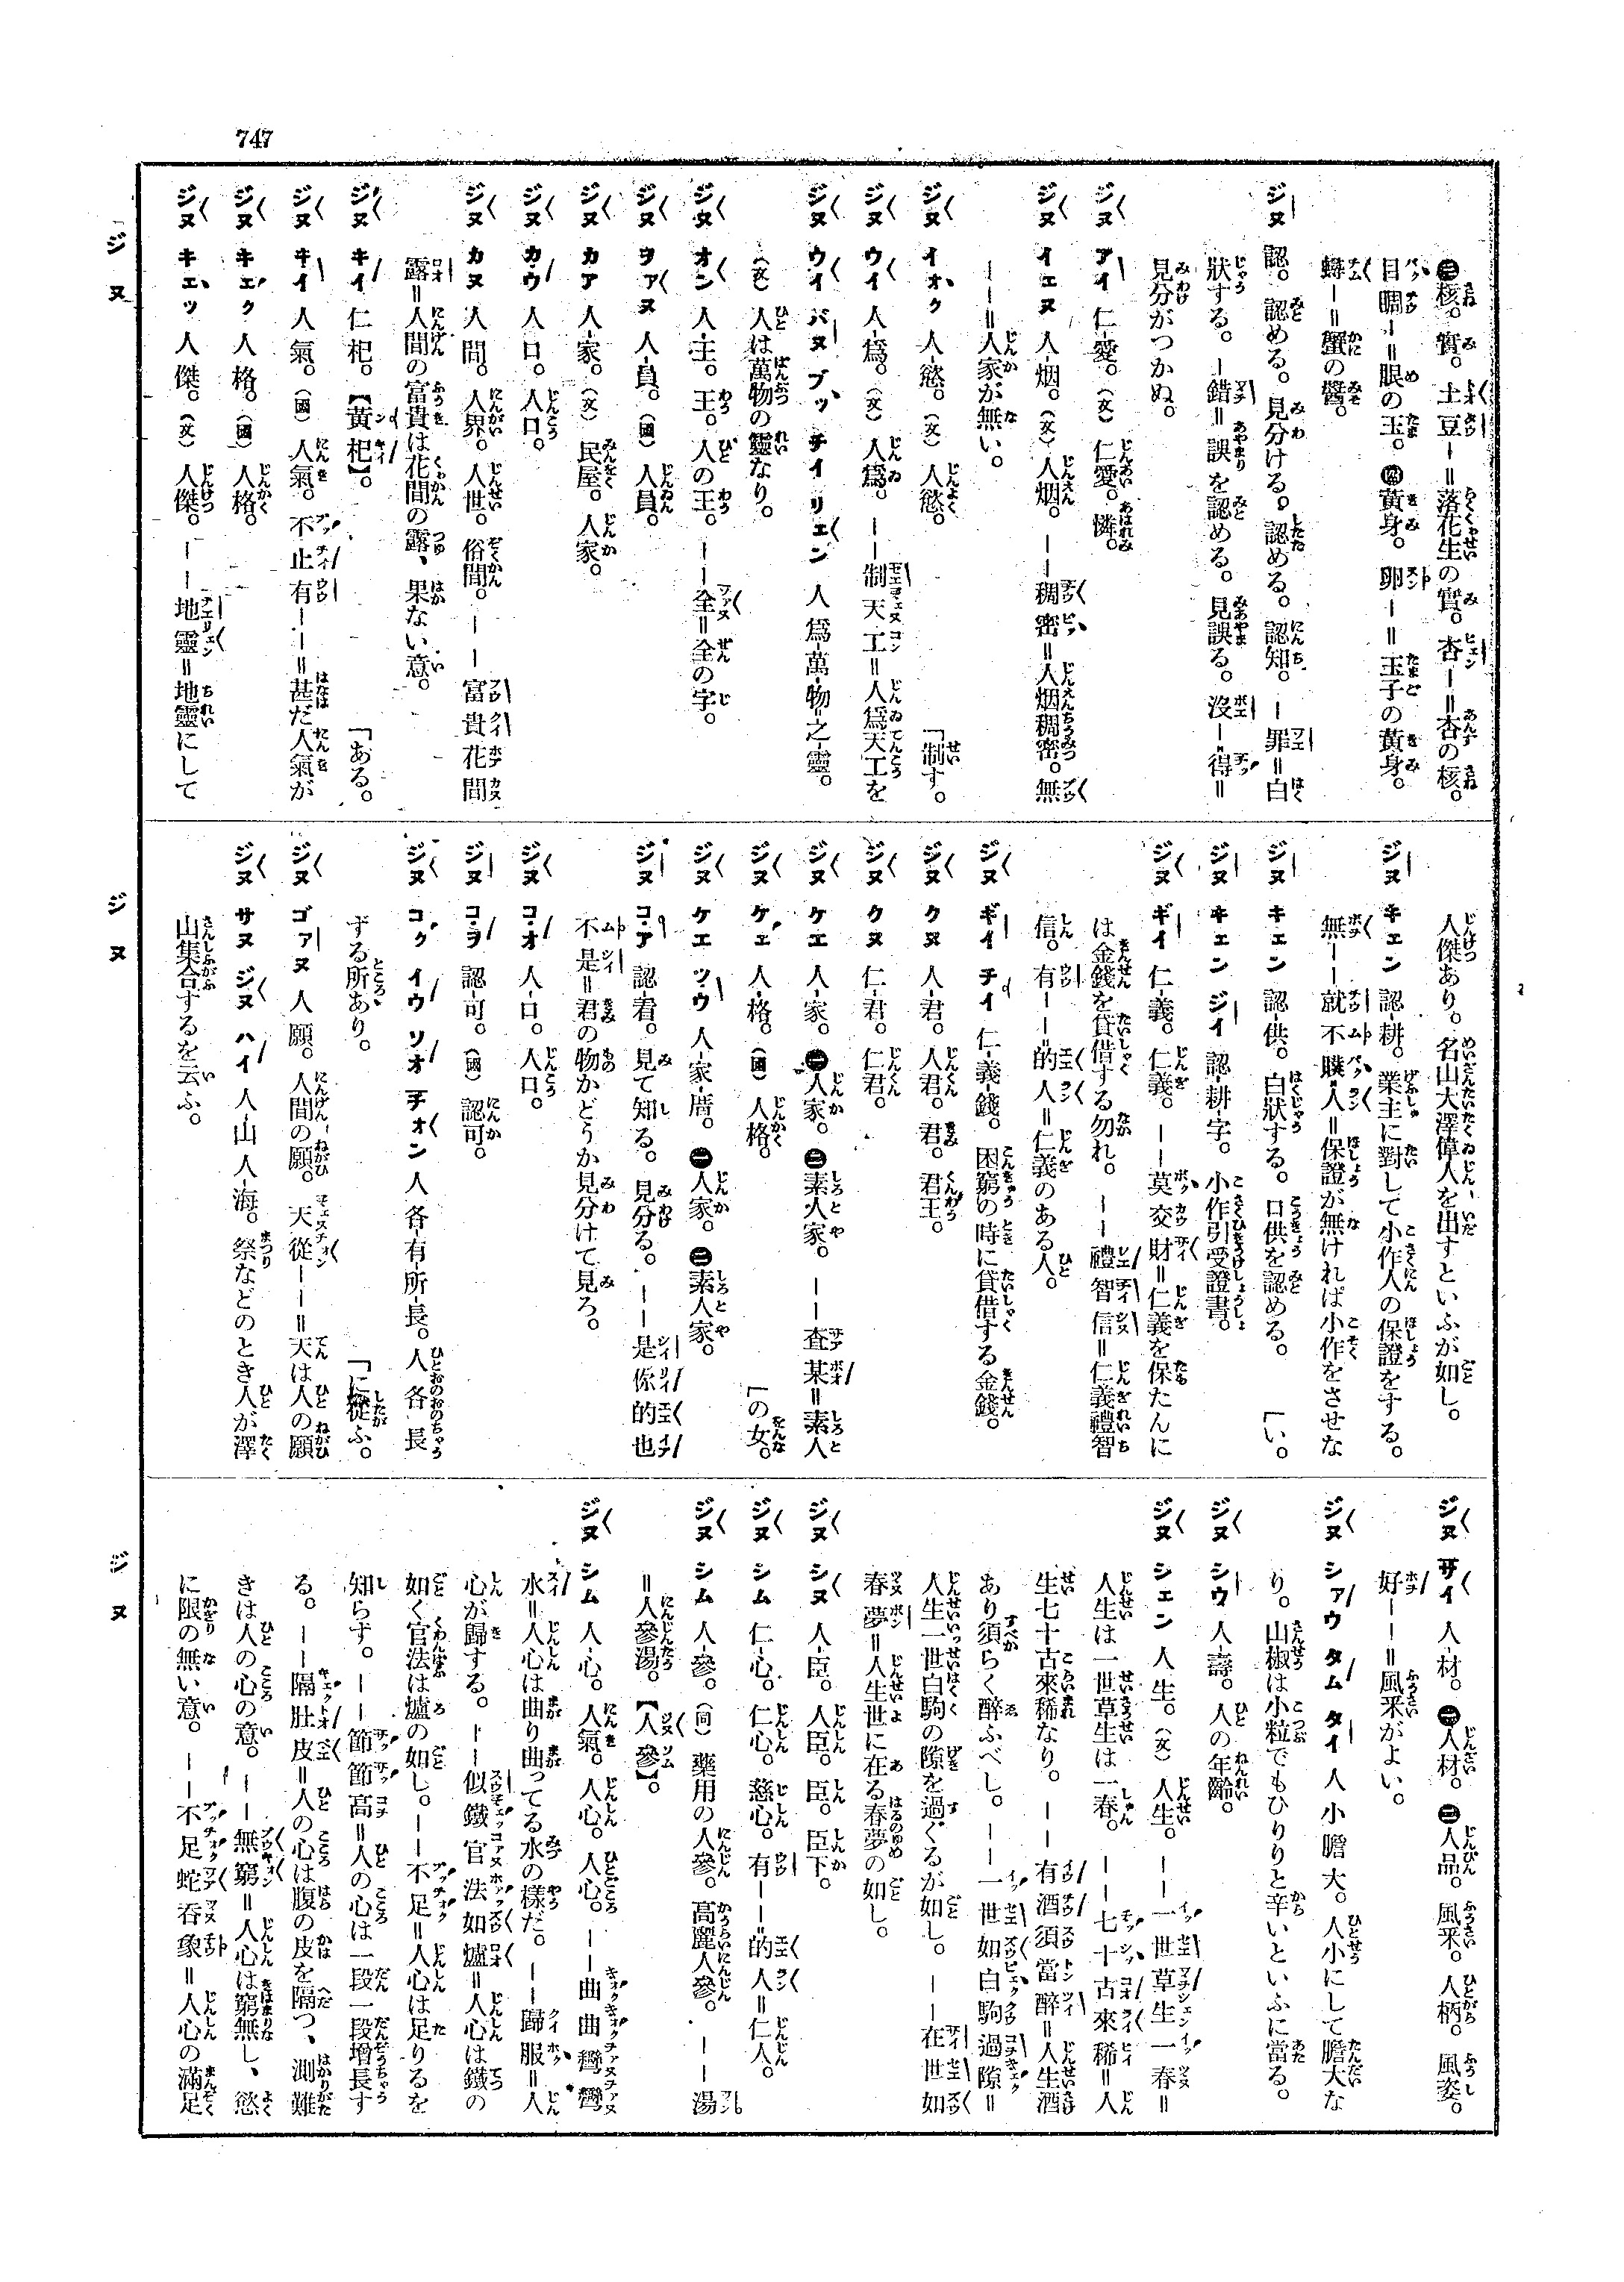 747
ジヌ
㊂核。實。土豆ー＝落花生の實。杏ー＝杏の核。
目睭ー＝眼の玉。㊃黃身。卵ー＝玉子の黃身。
蟳ー＝蟹の醬。
ジヌ 認。認める。見分ける。認める。認知。ー罪＝白
狀する。ー錯＝誤を認める。見誤る。沒ー得＝
見分がつかぬ。
ジヌ アイ 仁-愛。(文)仁愛。憐。
ジヌ イエヌ 人-烟。(文)人烟。ーー稠密＝人烟稠密。無
ーー＝人家が無い。
ジヌ イオク 人-慾。(文)人慾。
「制す。
ジヌ ウイ 人-爲。(文)人爲。ーー制天工＝人爲天工を
ジヌ ウイ バヌ ブッ チイ リエン 人爲-萬-物-之-靈。
(文)人は萬物の靈なり。
ジヌ オン 人-王。王。人の王。ーー全＝全の字。
ジヌ ヲァヌ 人-員。(國)人員。
ジヌ カア 人-家。(文)民屋。人家。
ジヌ カウ 人口。人口。
ジヌ カヌ 人間。人界。人世。俗間。ーー富貴花間
露＝人間の富貴は花間の露、果ない意。
ジヌ キイ 仁杞。【黃杞】。
「ある。
ジヌ キイ 人氣。(國)人氣。不止有ーー＝甚だ人氣が
ジヌ キェク 人格。(國)人格。
ジヌ キエッ 人傑。(文)人傑。ーー地靈＝地靈にして
ジヌ
人傑あり。名山大澤偉人を出すといふが如し。
ジヌ キェン 認-耕。業主に對して小作人の保證をする。
無ーー就不贌人＝保證が無ければ小作をさせな
「い。
ジヌ キェン 認-供。白狀する。口供を認める。
ジヌ キェン ジイ 認-耕-字。小作引受證書。
ジヌ ギイ 仁-義。仁義。ーー莫交財＝仁義を保たんに
は金錢を貸借する勿れ。ーー禮智信＝仁義禮智
信。有ーー的人＝仁義のある人。
ジヌ ギイ チイ 仁-義-錢。困窮の時に貸借する金錢。
ジヌ クヌ 人-君。人君。君。君王。
ジヌ クヌ 仁-君。仁君。
ジヌ ケエ 人-家。㊀人家。㊁素人家。ーー查某＝素人
「の女。
ジヌ ケェ 人-格。(國)人格。
ジヌ ケエ ツウ 人-家-厝。㊀人家。㊁素人家。
ジヌ コ・ア 認看。見て知る。見分る。ーー是你的也
不是＝君の物かどうか見分けて見ろ。
ジヌ コ・オ 人-口。人口。
ジヌ コ・ヲ 認-可。(國)認可。
ジヌ コク イウ ソオ チォン 人各-有-所-長。人各長
ずる所あり。
「に從ふ。
ジヌ ゴァヌ 人願。人間の願。天從ーー＝天は人の願
ジヌ サヌ ジヌ ハイ 人-山人-海。祭などのとき人が澤
山集合するを云ふ。
ジヌ
ジヌ サイ 人-材。㊀人材。㊁人品。風采。人柄。風姿。
好ーー＝風采がよい。
ジヌ シァウ タム タイ 人小膽大。人小にして膽大な
り。山椒は小粒でもひりりと辛いといふに當る。
ジヌ シウ 人-壽。人の年齡。
ジヌ シェン 人生。(文)人生。ーー一世草生一春＝
人生は一世草生は一春。ーー七十古來稀＝人
生七十古來稀なり。ーー有酒須當醉＝人生酒
あり須らく醉ふべし。ーー一世如白駒過隙＝
人生一世白駒の隙を過ぐるが如し。ーー在世如
春夢＝人生世に在る春夢の如し。
ジヌ シヌ 人-臣。人臣。臣。臣下。
ジヌ シム 仁-心。仁心。慈心。有ーー的人＝仁人。
ジヌ シム 人-參。(同)藥用の人參。高麗人參。ーー湯
＝人參湯。【人參】。
ジヌ シム 人-心。人氣。人心。人心。ーー曲曲彎彎
水＝人心は曲り曲ってる水の樣だ。ーー歸服＝人
心が歸する。ーー似鐵官法如爐＝人心は鐵の
如く官法は爐の如し。ーー不足＝人心は足りるを
知らず。ーー節節高＝人の心は一段一段增長す
る。ーー隔肚皮＝人の心は腹の皮を隔つ、測難
きは人の心の意。ーー無窮＝人心は窮無し、慾
に限の無い意。ーー不足蛇吞象＝人心の滿足